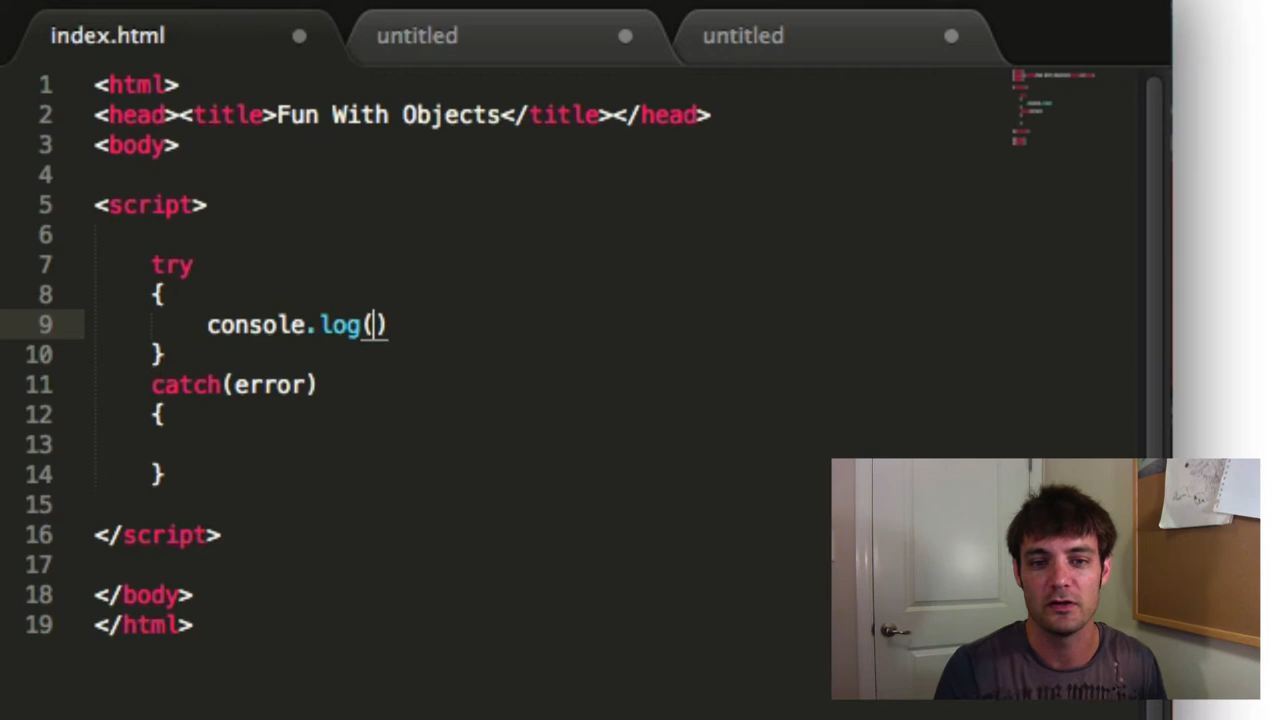 index.html untitled untitled
1 <html>
2 <head><title>Fun With Objects</title></head>
3 <body>
4
5 <script>
6
7 try
8 {
9 console.log()
10 }
11 catch(error)
12 {
13
14 }
15
16 </script>
17
18 </body>
19 </html>